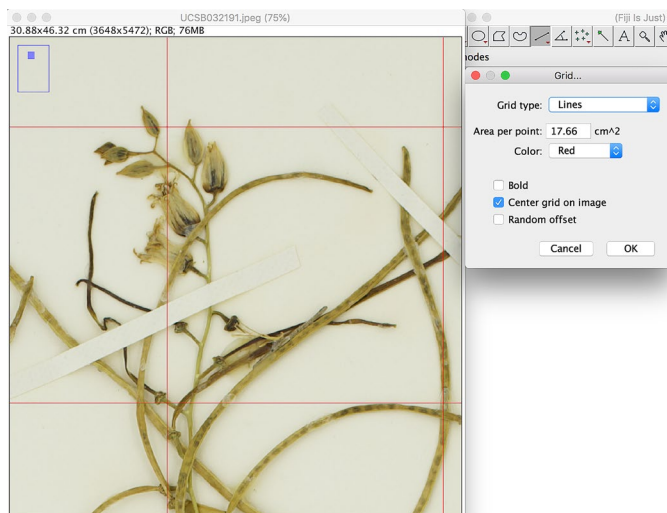 UCSB032191.jpeg (75%)
30.88x46.32 cm (3648x5472); RGB; 76MB
(Fiji Is Just)
A
nodes
Grid...
Grid type: Lines
Area per point: 17.66 cm^2
Color: Red
Bold
Center grid on image
Random offset
Cancel OK